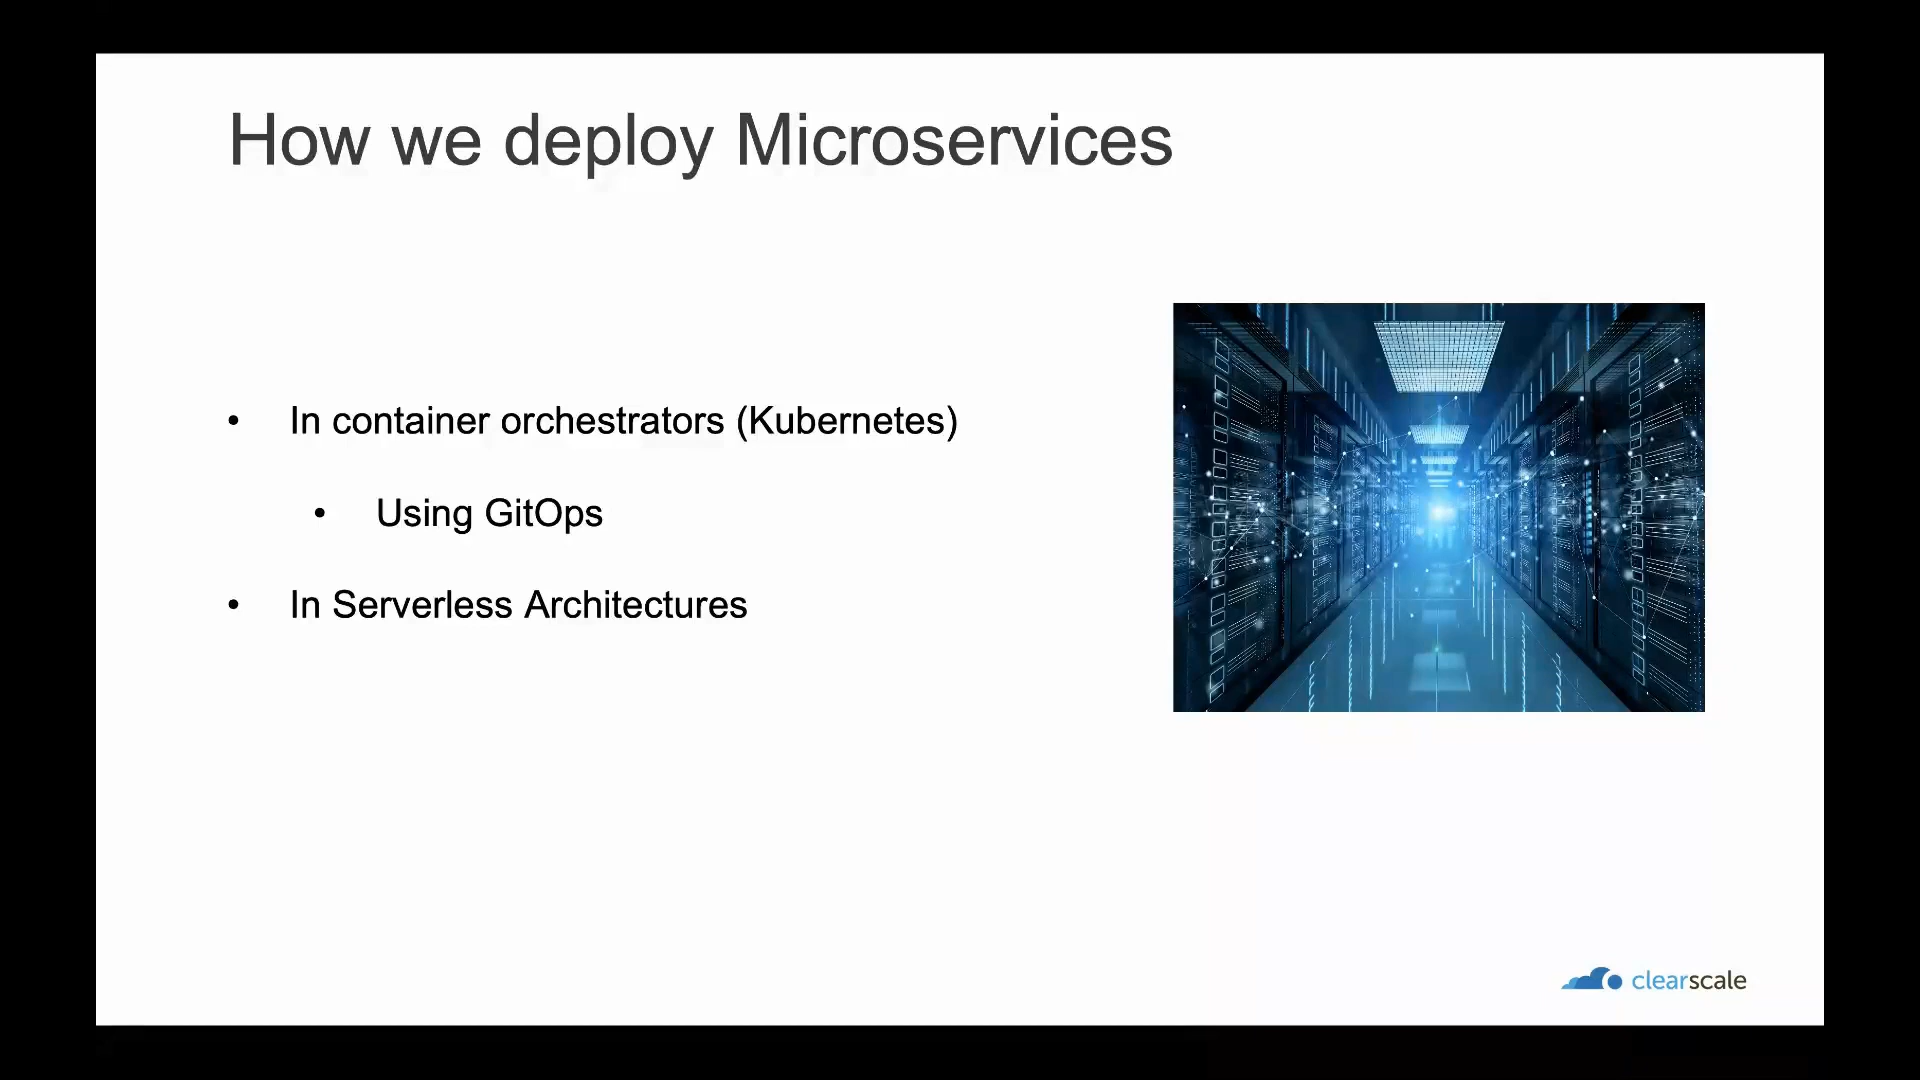 How we deploy Microservices
• In container orchestrators (Kubernetes)
• Using GitOps
• In Serverless Architectures
clearscale